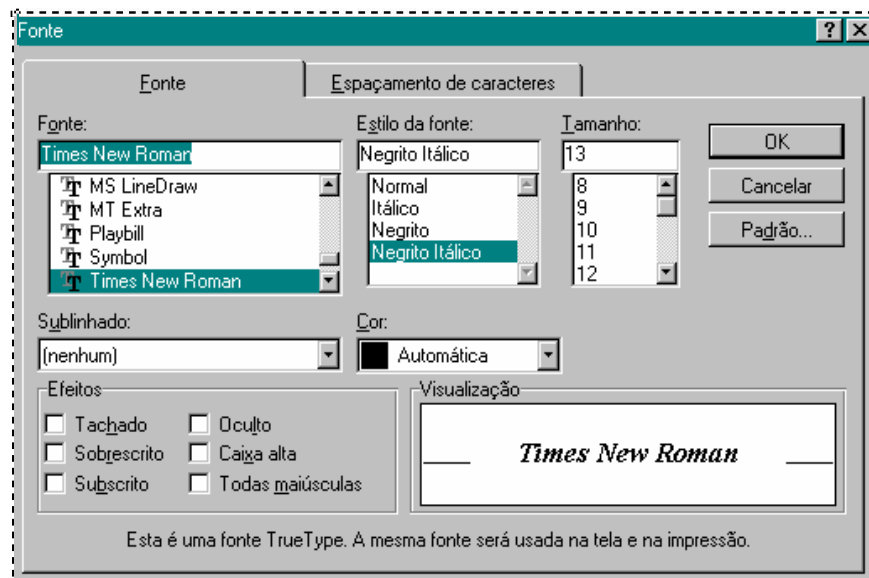 Fonte
Fonte Espaçamento de caracteres
Fonte: Estilo da fonte: Tamanho:
Times New Roman Negrito Itálico 13 OK
MS LineDraw Normal 8 Cancelar
MT Extra Itálico 9
Playbill Negrito 10 Padrão...
Symbol Negrito Itálico 11
Times New Roman 12
Sublinhado: Cor:
(nenhum) Automática
Efeitos Visualização
Tachado Oculto
Sobrescrito Caixa alta Times New Roman
Subscrito Todas maiúsculas
Esta é uma fonte TrueType. A mesma fonte será usada na tela e na impressão.